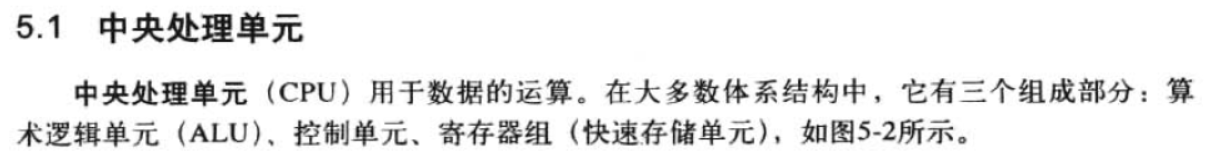 5.1 中央处理单元
中央处理单元（CPU）用于数据的运算。在大多数体系结构中，它有三个组成部分：算
术逻辑单元（ALU）、控制单元、寄存器组（快速存储单元），如图5-2所示。